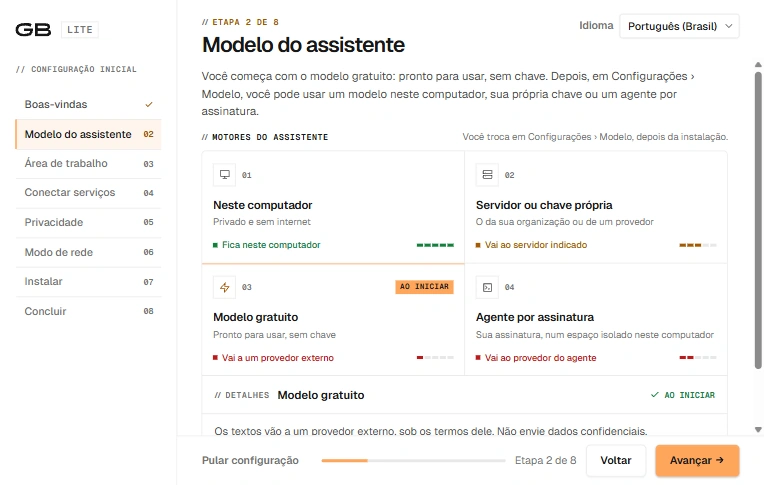 GB LITE
// CONFIGURAÇÃO INICIAL
Boas-vindas
Modelo do assistente 02
Área de trabalho 03
Conectar serviços 04
Privacidade 05
Modo de rede 06
Instalar 07
Concluir 08
// ETAPA 2 DE 8
Modelo do assistente
Idioma
Português (Brasil)
Você começa com o modelo gratuito: pronto para usar, sem chave. Depois, em Configurações ›
Modelo, você pode usar um modelo neste computador, sua própria chave ou um agente por
assinatura.
// MOTORES DO ASSISTENTE
Você troca em Configurações › Modelo, depois da instalação.
01
Neste computador
Privado e sem internet
Fica neste computador
02
Servidor ou chave própria
O da sua organização ou de um provedor
Vai ao servidor indicado
03
AO INICIAR
Modelo gratuito
Pronto para usar, sem chave
Vai a um provedor externo
04
Agente por assinatura
Sua assinatura, num espaço isolado neste computador
Vai ao provedor do agente
// DETALHES Modelo gratuito
AO INICIAR
Os textos vão a um provedor externo, sob os termos dele. Não envie dados confidenciais.
Pular configuração
Etapa 2 de 8
Voltar
Avançar →